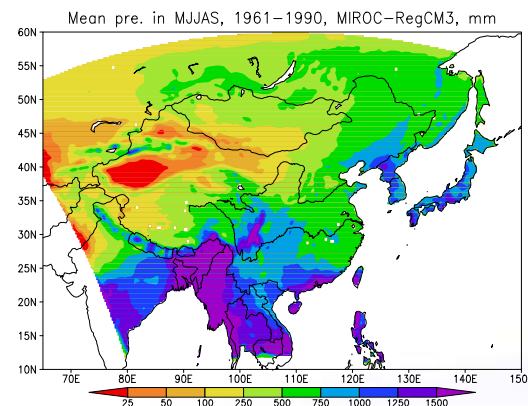 Mean pre. in MJJAS, 1961−1990, MIROC−RegCM3, mm
60N
55N
50N
45N
40N
35N
30N
25N
20N
15N
10N
70E 80E 90E 100E 110E 120E 130E 140E 150E
25 50 100 250 500 750 1000 1250 1500